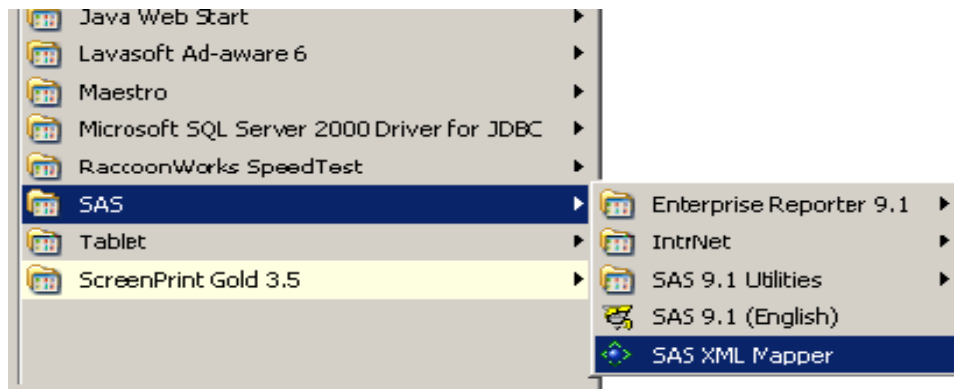 Java Web Start
Lavasoft Ad-aware 6
Maestro
Microsoft SQL Server 2000 Driver for JDBC
RaccoonWorks SpeedTest
SAS
Tablet
ScreenPrint Gold 3.5
Enterprise Reporter 9.1
IntrNet
SAS 9.1 Utilities
SAS 9.1 (English)
SAS XML Mapper